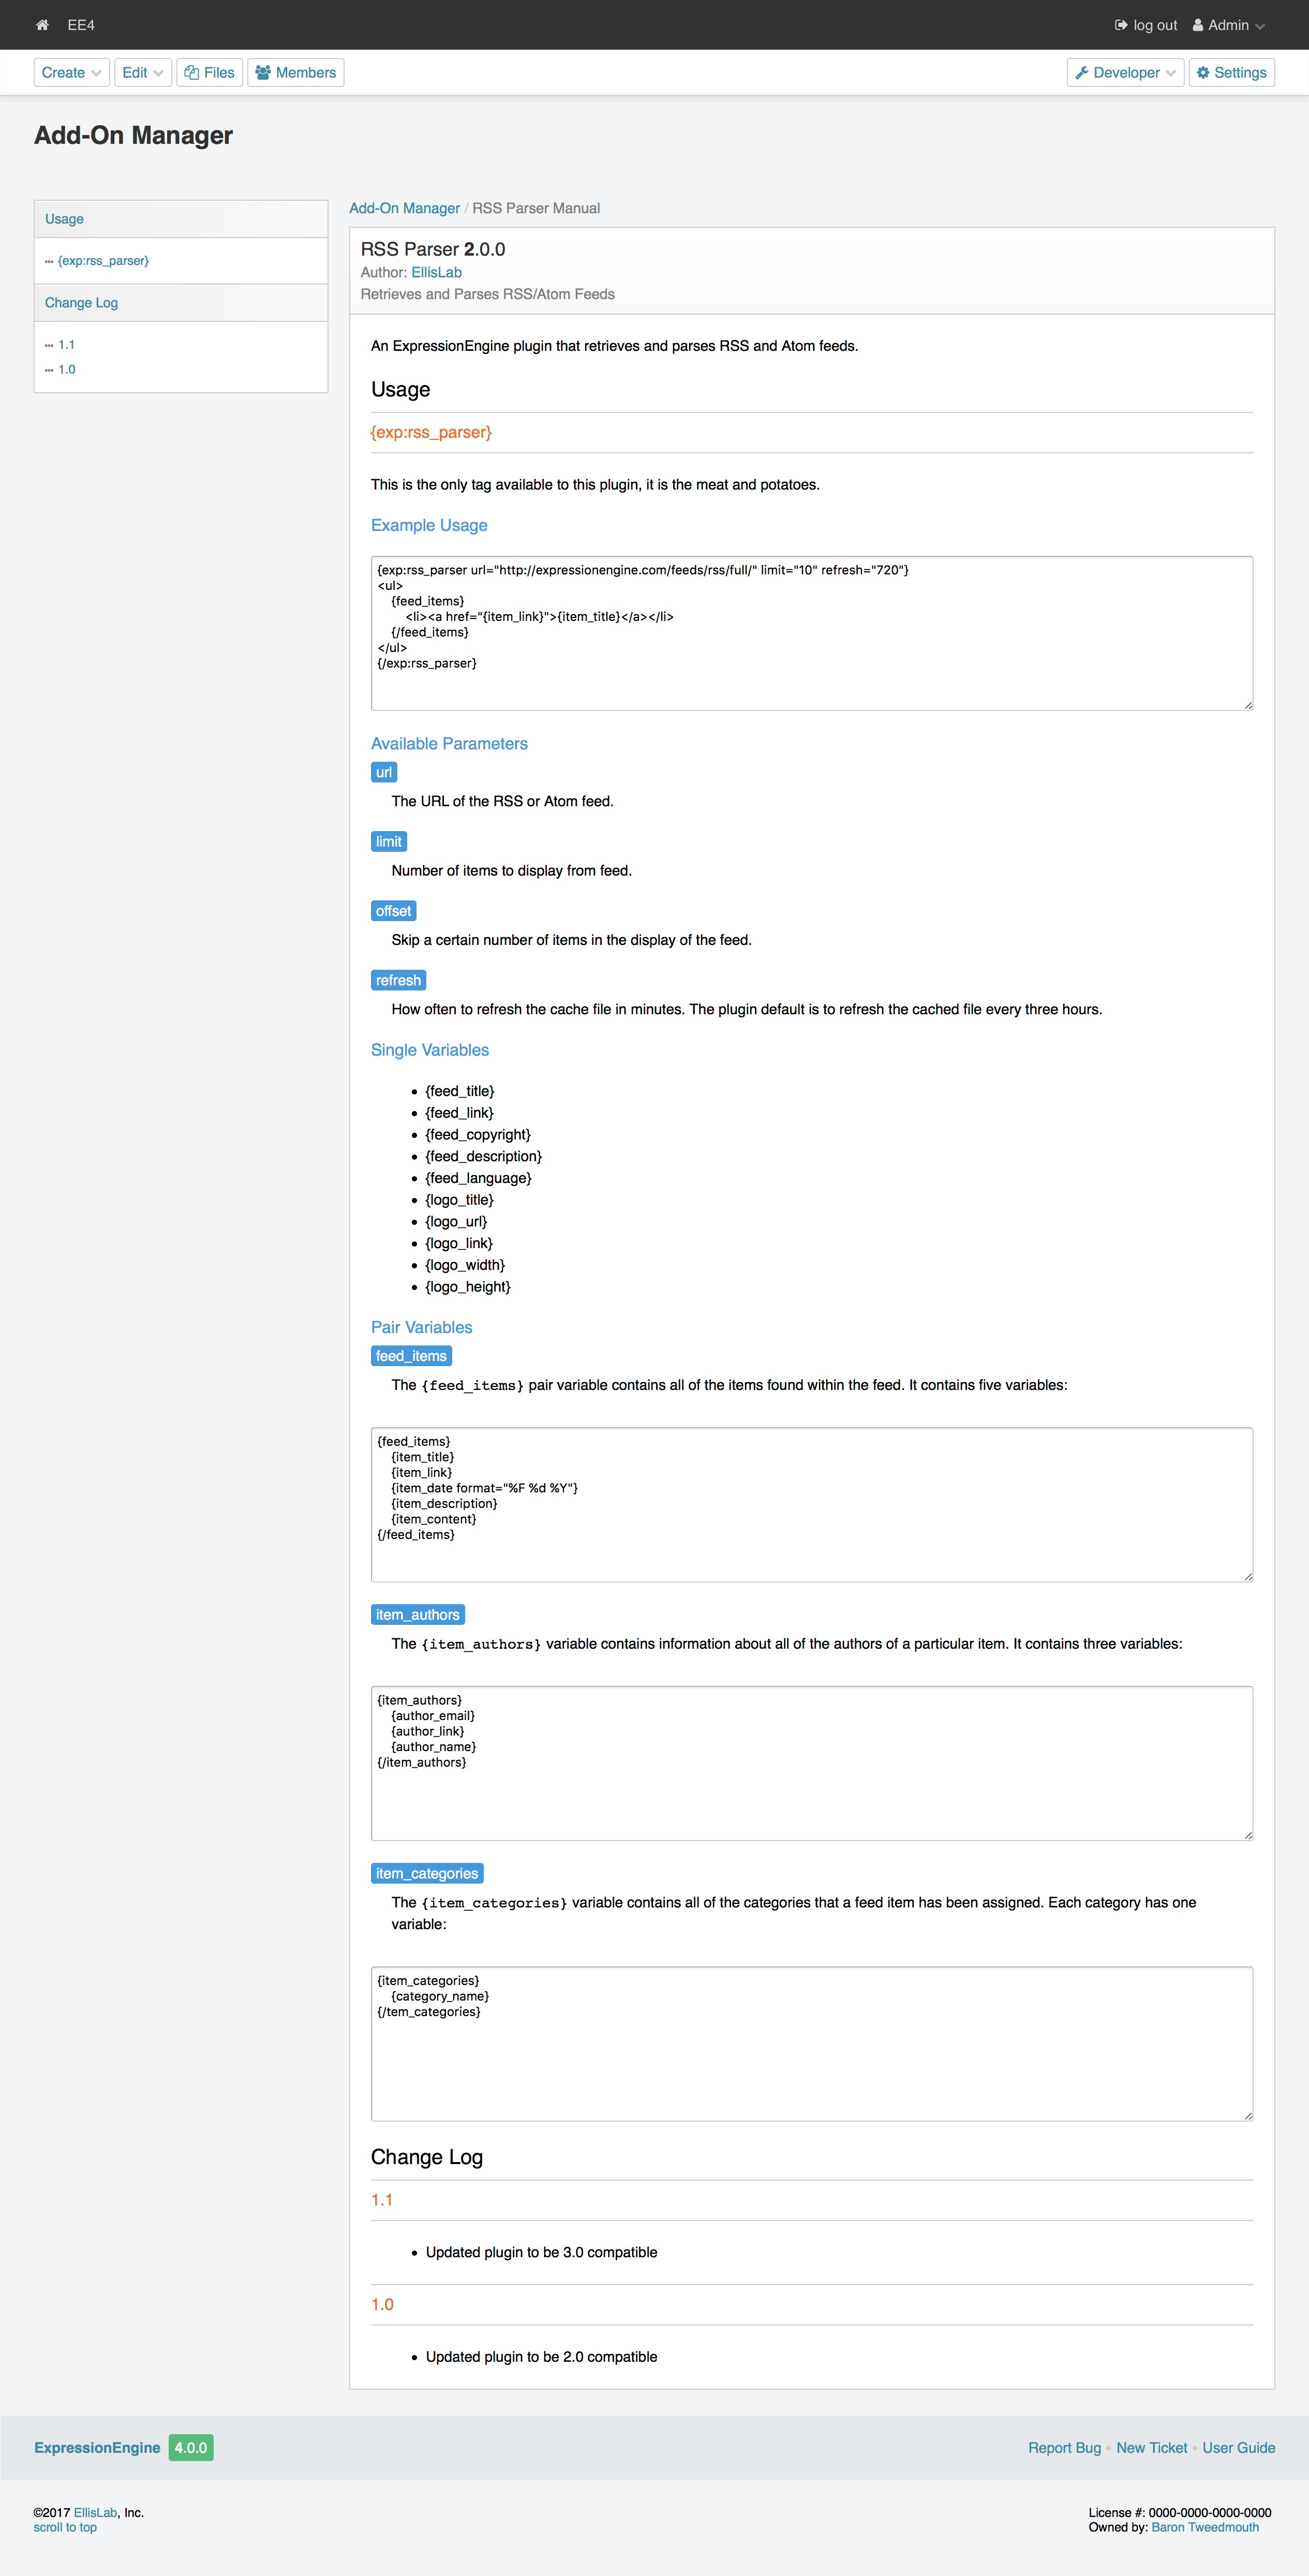 EE4
log out Admin
Create Edit Files Members
Developer Settings
Add-On Manager
Usage
{exp:rss_parser}
Change Log
1.1
1.0
Add-On Manager / RSS Parser Manual
RSS Parser 2.0.0
Author: EllisLab
Retrieves and Parses RSS/Atom Feeds
An ExpressionEngine plugin that retrieves and parses RSS and Atom feeds.
Usage
{exp:rss_parser}
This is the only tag available to this plugin, it is the meat and potatoes.
Example Usage
{exp:rss_parser url="http://expressionengine.com/feeds/rss/full/" limit="10" refresh="720"}
<ul>
{feed_items}
<li><a href="{item_link}">{item_title}</a></li>
{/feed_items}
</ul>
{/exp:rss_parser}
Available Parameters
url
The URL of the RSS or Atom feed.
limit
Number of items to display from feed.
offset
Skip a certain number of items in the display of the feed.
refresh
How often to refresh the cache file in minutes. The plugin default is to refresh the cached file every three hours.
Single Variables
• {feed_title}
• {feed_link}
• {feed_copyright}
• {feed_description}
• {feed_language}
• {logo_title}
• {logo_url}
• {logo_link}
• {logo_width}
• {logo_height}
Pair Variables
feed_items
The {feed_items} pair variable contains all of the items found within the feed. It contains five variables:
{feed_items}
{item_title}
{item_link}
{item_date format="%F %d %Y"}
{item_description}
{item_content}
{/feed_items}
item_authors
The {item_authors} variable contains information about all of the authors of a particular item. It contains three variables:
{item_authors}
{author_email}
{author_link}
{author_name}
{/item_authors}
item_categories
The {item_categories} variable contains all of the categories that a feed item has been assigned. Each category has one
variable:
{item_categories}
{category_name}
{/tem_categories}
Change Log
1.1
• Updated plugin to be 3.0 compatible
1.0
• Updated plugin to be 2.0 compatible
ExpressionEngine 4.0.0
Report Bug • New Ticket • User Guide
©2017 EllisLab, Inc.
scroll to top
License #: 0000-0000-0000-0000
Owned by: Baron Tweedmouth